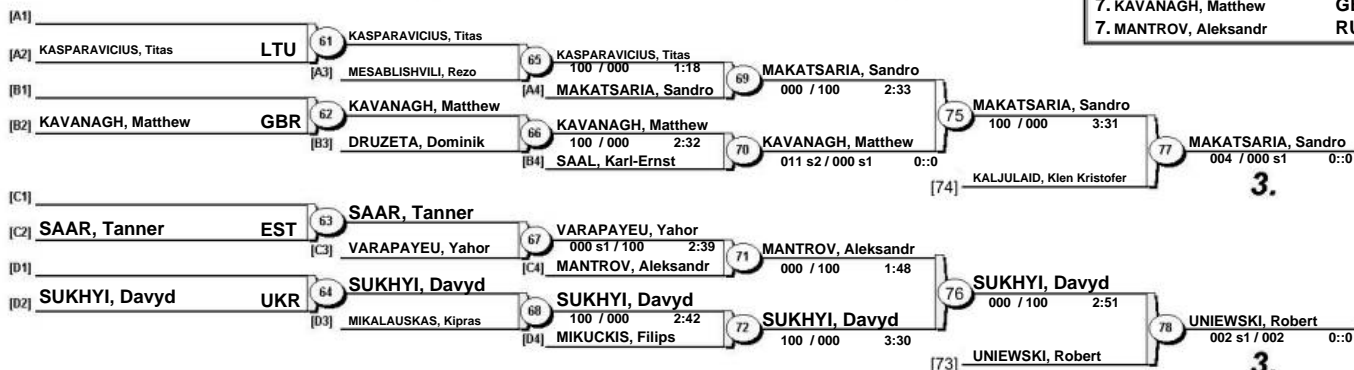 7. KAVANAGH, Matthew
7. MANTROV, Aleksandr
[A1]
[A2] KASPARAVICIUS, Titas LTU
61
KASPARAVICIUS, Titas
[A3] MESABLISHVILI, Rezo
65
KASPARAVICIUS, Titas
100 / 000 1:18
[A4] MAKATSARIA, Sandro
69
MAKATSARIA, Sandro
000 / 100 2:33
[B1]
[B2] KAVANAGH, Matthew GBR
62
KAVANAGH, Matthew
[B3] DRUZETA, Dominik
66
KAVANAGH, Matthew
100 / 000 2:32
[B4] SAAL, Karl-Ernst
70
KAVANAGH, Matthew
011 s2 / 000 s1 0::0
75
MAKATSARIA, Sandro
100 / 000 3:31
[74] KALJULAID, Klen Kristofer
77
MAKATSARIA, Sandro
004 / 000 s1 0::0
3.
[C1]
[C2] SAAR, Tanner EST
63
SAAR, Tanner
[C3] VARAPAYEU, Yahor
67
VARAPAYEU, Yahor
000 s1 / 100 2:39
[C4] MANTROV, Aleksandr
71
MANTROV, Aleksandr
000 / 100 1:48
[D1]
[D2] SUKHYI, Davyd UKR
64
SUKHYI, Davyd
[D3] MIKALAUSKAS, Kipras
68
SUKHYI, Davyd
100 / 000 2:42
[D4] MIKUCKIS, Filips
72
SUKHYI, Davyd
100 / 000 3:30
76
SUKHYI, Davyd
000 / 100 2:51
[73] UNIEWSKI, Robert
78
UNIEWSKI, Robert
002 s1 / 002 0::0
3.